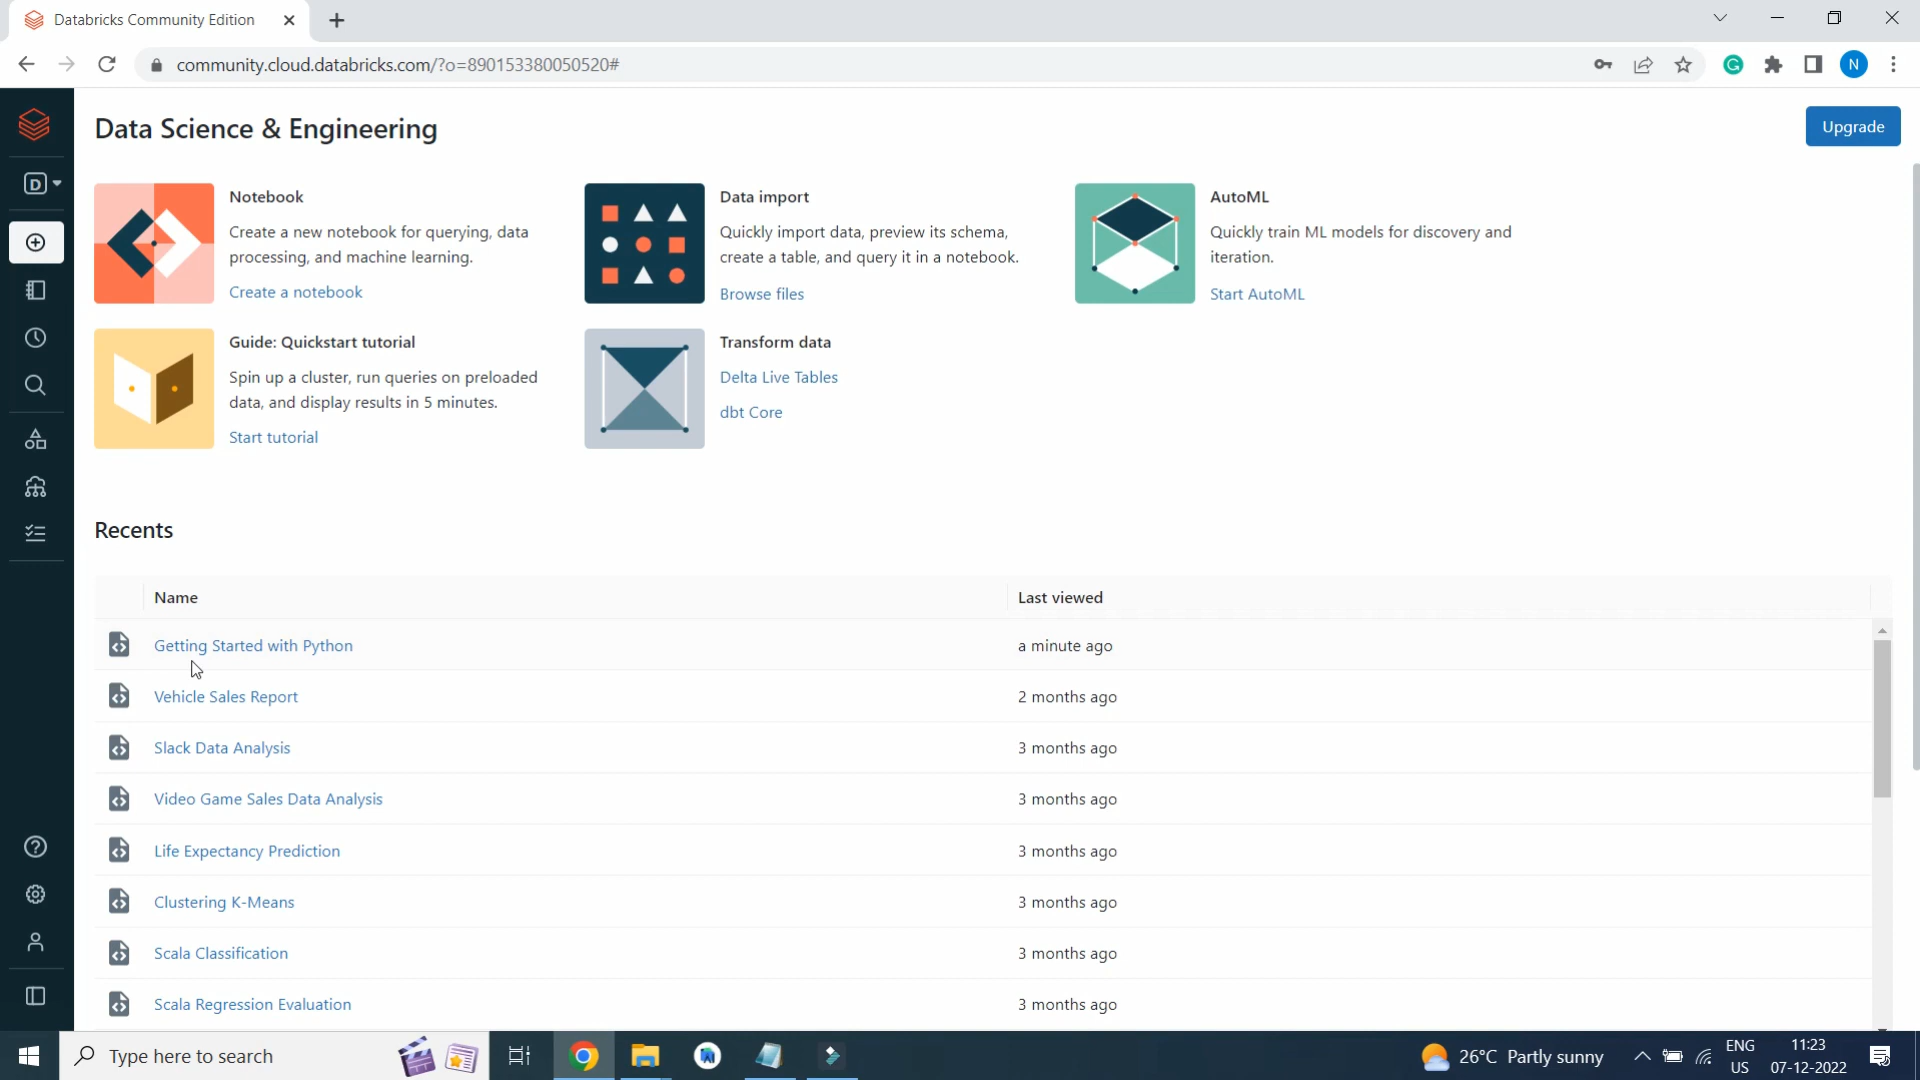 Databricks Community Edition
community.cloud.databricks.com/?o=890153380050520#
N
Data Science & Engineering
Upgrade
D
Notebook
Create a new notebook for querying, data
processing, and machine learning.
Create a notebook
Data import
Quickly import data, preview its schema,
create a table, and query it in a notebook.
Browse files
AutoML
Quickly train ML models for discovery and
iteration.
Start AutoML
Guide: Quickstart tutorial
Spin up a cluster, run queries on preloaded
data, and display results in 5 minutes.
Start tutorial
Transform data
Delta Live Tables
dbt Core
Recents
Name Last viewed
Getting Started with Python a minute ago
Vehicle Sales Report 2 months ago
Slack Data Analysis 3 months ago
Video Game Sales Data Analysis 3 months ago
Life Expectancy Prediction 3 months ago
Clustering K-Means 3 months ago
Scala Classification 3 months ago
Scala Regression Evaluation 3 months ago
Type here to search
26°C Partly sunny
ENG
US
11:23
07-12-2022